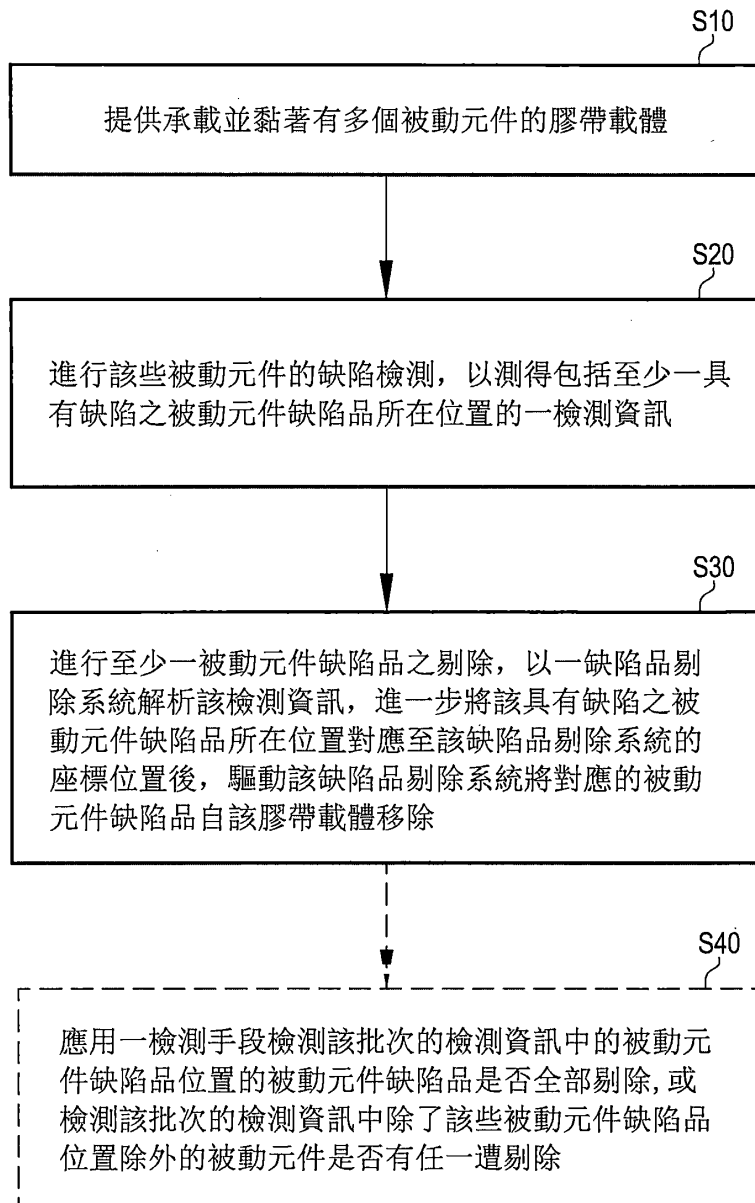 S10
提供承載並黏著有多個被動元件的膠帶載體
S20
進行該些被動元件的缺陷檢測，以測得包括至少一具
有缺陷之被動元件缺陷品所在位置的一檢測資訊
S30
進行至少一被動元件缺陷品之剔除，以一缺陷品剔
除系統解析該檢測資訊，進一步將該具有缺陷之被
動元件缺陷品所在位置對應至該缺陷品剔除系統的
座標位置後，驅動該缺陷品剔除系統將對應的被動
元件缺陷品自該膠帶載體移除
S40
應用一檢測手段檢測該批次的檢測資訊中的被動元
件缺陷品位置的被動元件缺陷品是否全部剔除,或
檢測該批次的檢測資訊中除了該些被動元件缺陷品
位置除外的被動元件是否有任一遭剔除